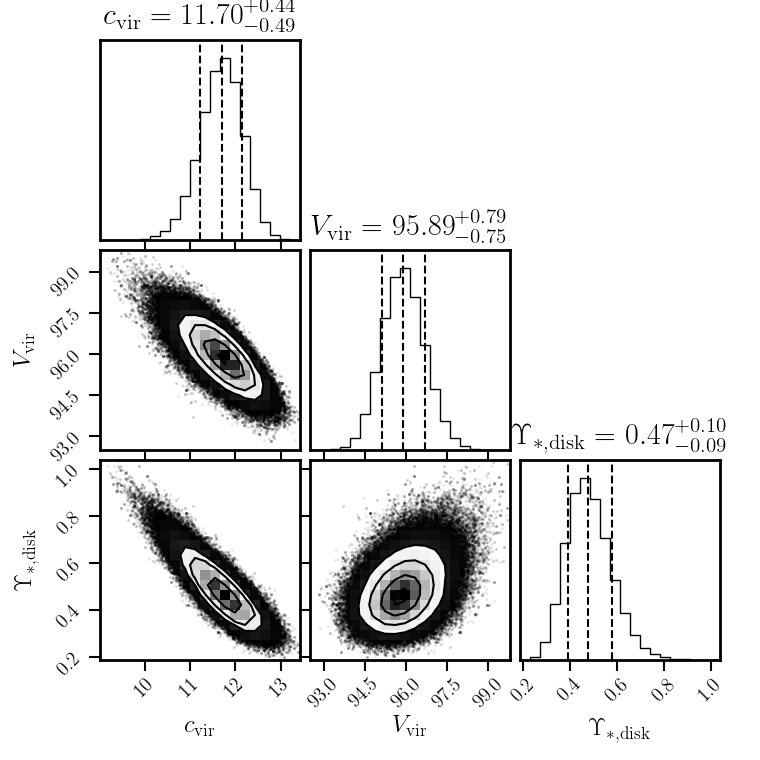 c_vir = 11.70^{+0.44}_{-0.49}
V_vir = 95.89^{+0.79}_{-0.75}
99.0
97.5
96.0
94.5
93.0
V_vir
ϒ_{*,disk} = 0.47^{+0.10}_{-0.09}
1.0
0.8
0.6
0.4
0.2
ϒ_{*,disk}
10 11 12 13
93.0 94.5 96.0 97.5 99.0
0.2 0.4 0.6 0.8 1.0
c_vir
V_vir
ϒ_{*,disk}